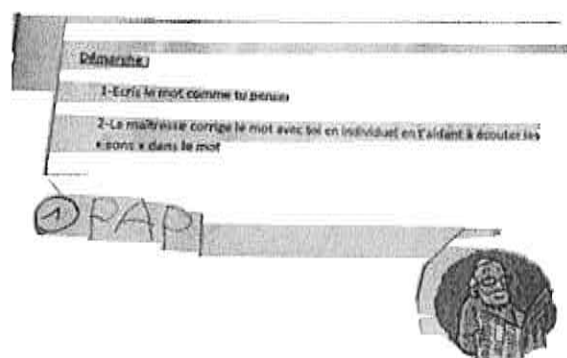 Démarche :
1-Ecris le mot comme tu penses
2-La maîtresse corrige le mot avec toi en individuel en t'aidant à écouter les
« sons » dans le mot
① PAPI